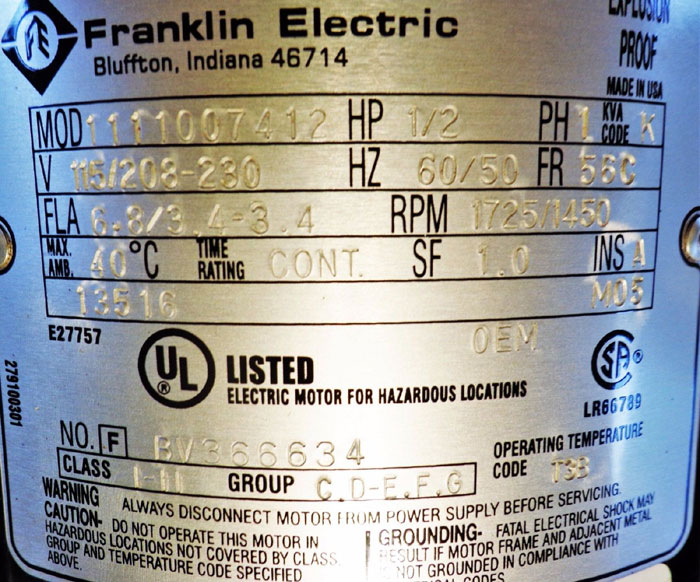 FE Franklin Electric
Bluffton, Indiana 46714
EXPLOSION
PROOF
MADE IN USA
MOD 1111007412 HP 1/2 PH 1 KVA CODE K
V 115/208-230 HZ 60/50 FR 56C
FLA 6.8/3.4-3.4 RPM 1725/1450
MAX. AMB. 40°C TIME RATING CONT. SF 1.0 INS A
13516 M05
E27757 OEM
UL LISTED
ELECTRIC MOTOR FOR HAZARDOUS LOCATIONS
SA
LR66789
279100301
NO. F BV366634
OPERATING TEMPERATURE
CLASS I-II GROUP C.D-E.F.G CODE T3B
WARNING ALWAYS DISCONNECT MOTOR FROM POWER SUPPLY BEFORE SERVICING.
CAUTION- DO NOT OPERATE THIS MOTOR IN
HAZARDOUS LOCATIONS NOT COVERED BY CLASS,
GROUP AND TEMPERATURE CODE SPECIFIED
ABOVE.
GROUNDING- FATAL ELECTRICAL SHOCK MAY
RESULT IF MOTOR FRAME AND ADJACENT METAL
IS NOT GROUNDED IN COMPLIANCE WITH
CODES